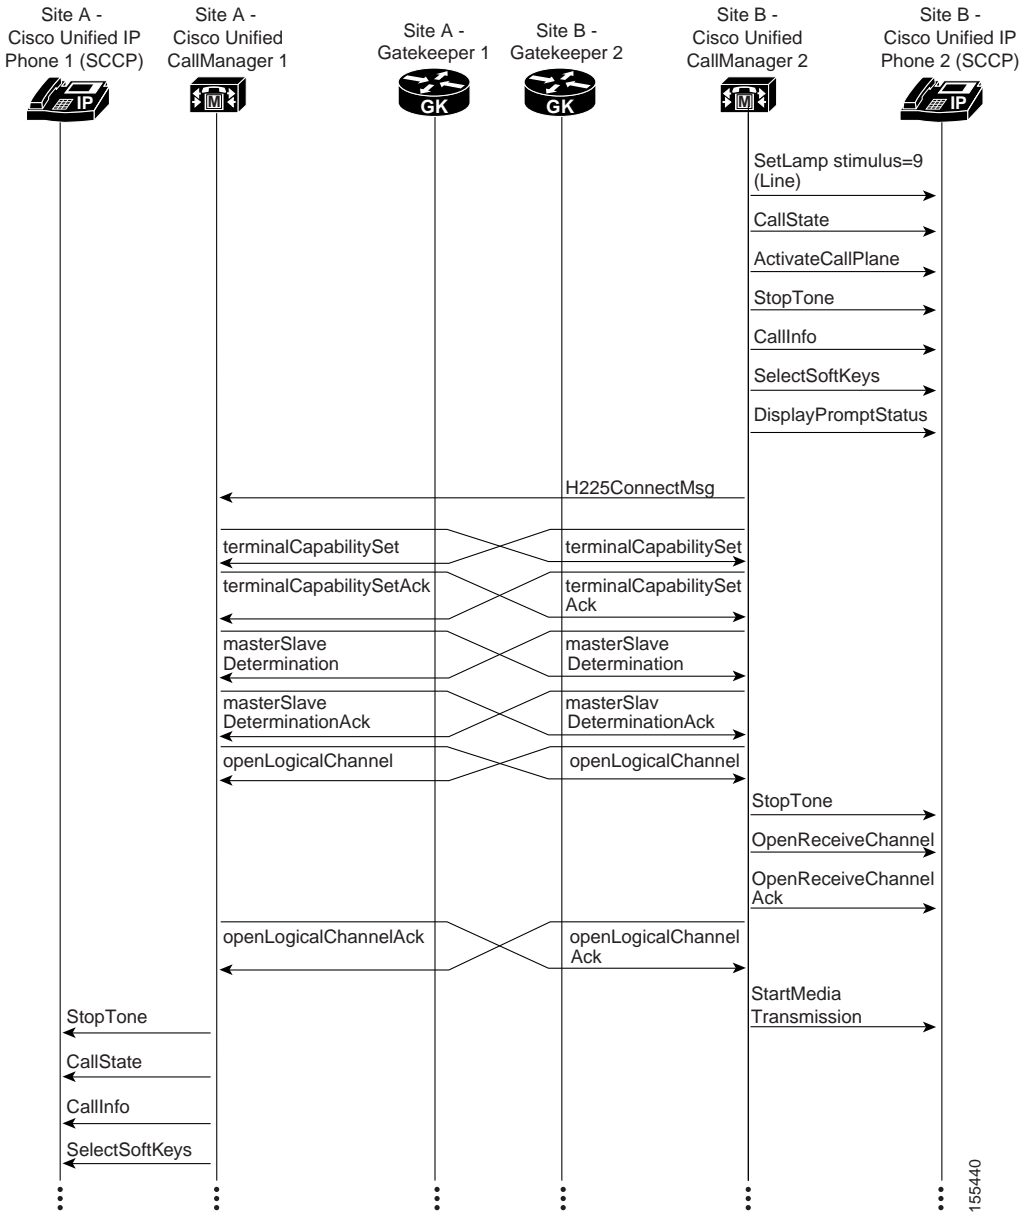 Site A -
Cisco Unified IP
Phone 1 (SCCP)
Site A -
Cisco Unified
CallManager 1
Site A -
Gatekeeper 1
Site B -
Gatekeeper 2
Site B -
Cisco Unified
CallManager 2
Site B -
Cisco Unified IP
Phone 2 (SCCP)
IP
M
GK
GK
M
IP
SetLamp stimulus=9
(Line)
CallState
ActivateCallPlane
StopTone
CallInfo
SelectSoftKeys
DisplayPromptStatus
H225ConnectMsg
terminalCapabilitySet
terminalCapabilitySet
terminalCapabilitySetAck
terminalCapabilitySet
Ack
masterSlave
Determination
masterSlave
Determination
masterSlave
DeterminationAck
masterSlav
DeterminationAck
openLogicalChannel
openLogicalChannel
StopTone
OpenReceiveChannel
OpenReceiveChannel
Ack
openLogicalChannelAck
openLogicalChannel
Ack
StartMedia
Transmission
StopTone
CallState
CallInfo
SelectSoftKeys
155440